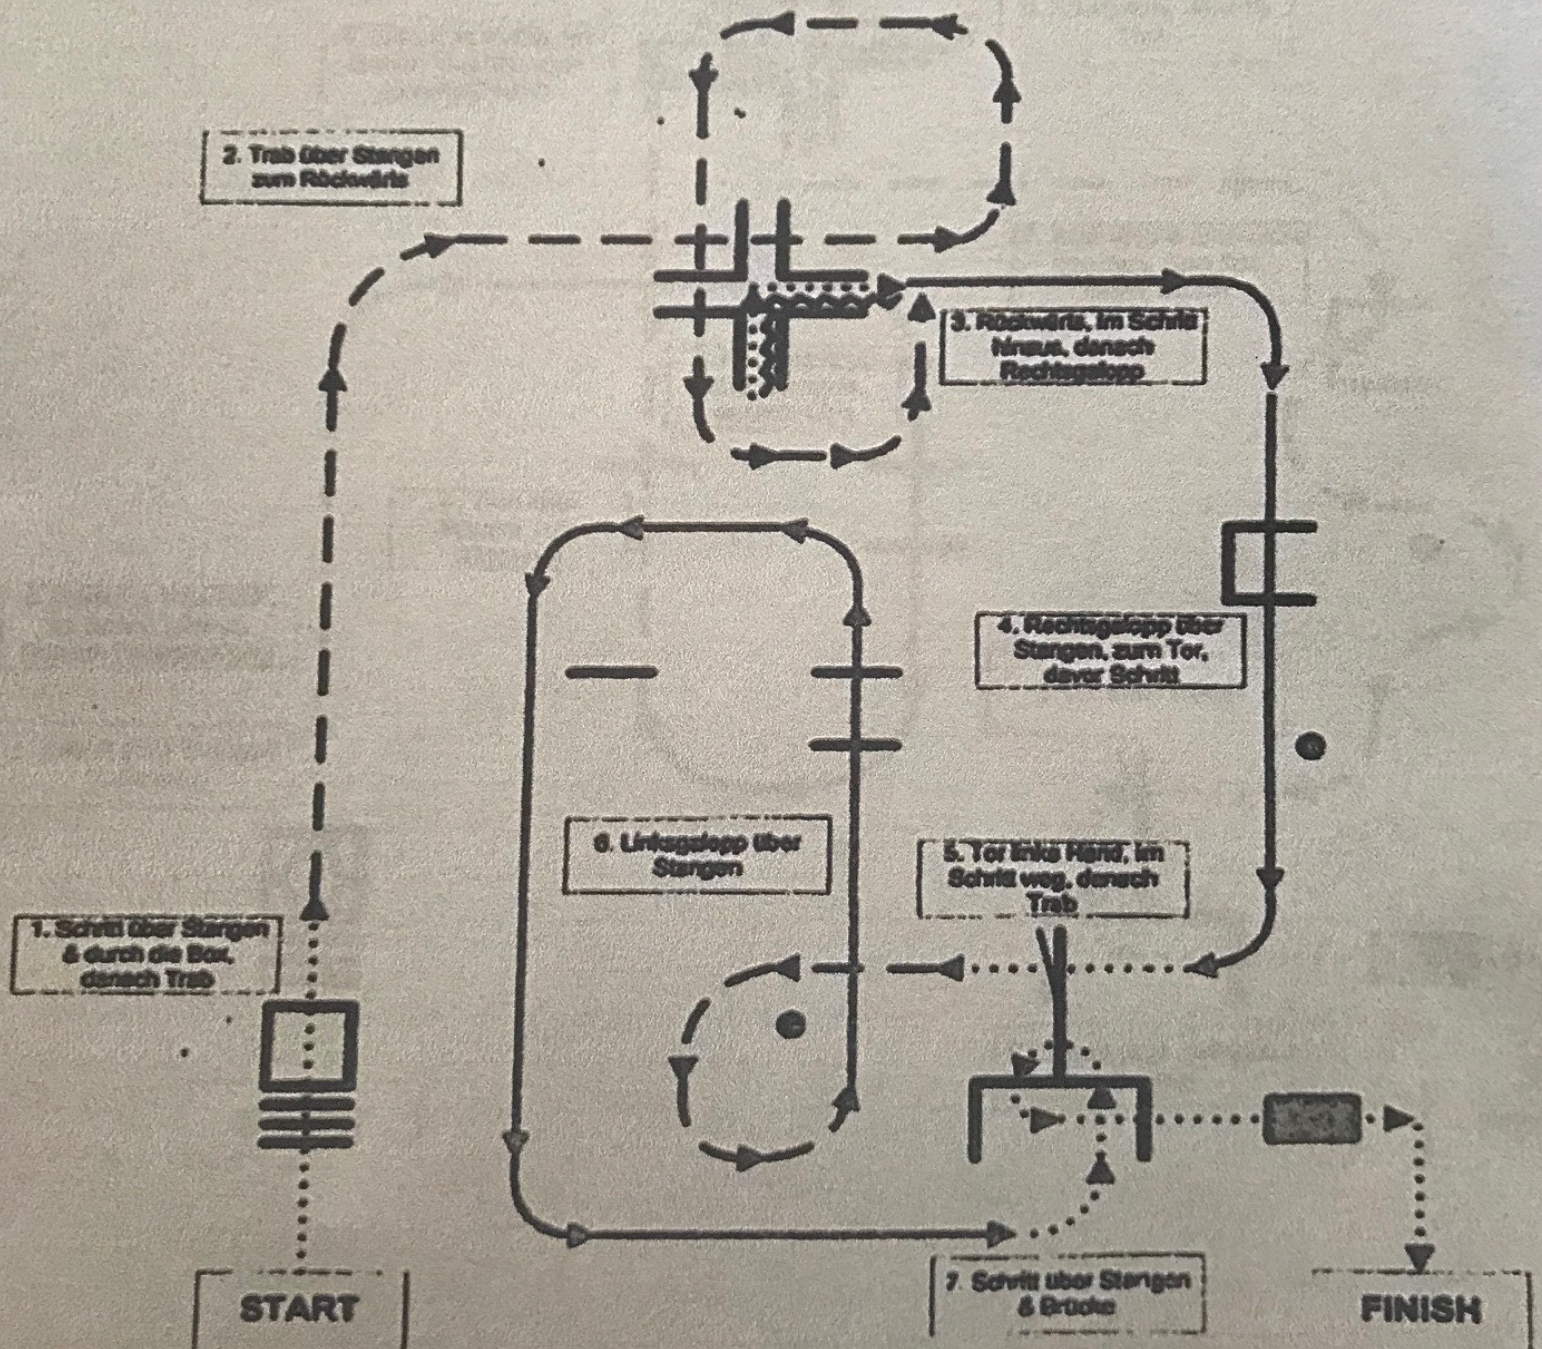 2. Trab über Stangen
zum Rückwärts
3. Rückwärts, im Schritt
hinaus, danach
Rechtsgalopp
4. Rechtsgalopp über
Stangen, zum Tor,
davor Schritt
6. Linksgalopp über
Stangen
5. Tor linke Hand, im
Schritt weg, danach
Trab
1. Schritt über Stangen
& durch die Box,
danach Trab
7. Schritt über Stangen
& Brücke
START
FINISH